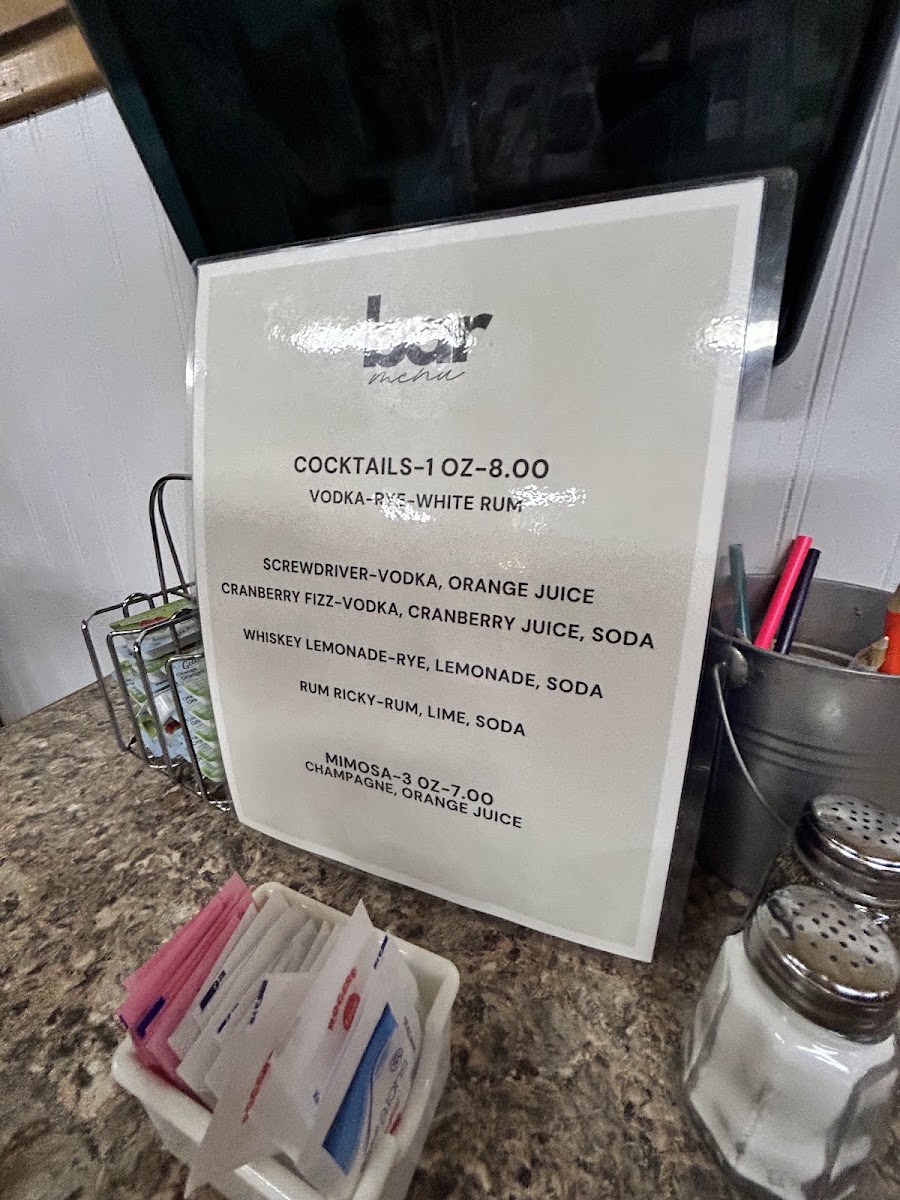 bar
menu
COCKTAILS-1 OZ-8.00
VODKA-RYE-WHITE RUM
SCREWDRIVER-VODKA, ORANGE JUICE
CRANBERRY FIZZ-VODKA, CRANBERRY JUICE, SODA
WHISKEY LEMONADE-RYE, LEMONADE, SODA
RUM RICKY-RUM, LIME, SODA
MIMOSA-3 OZ-7.00
CHAMPAGNE, ORANGE JUICE